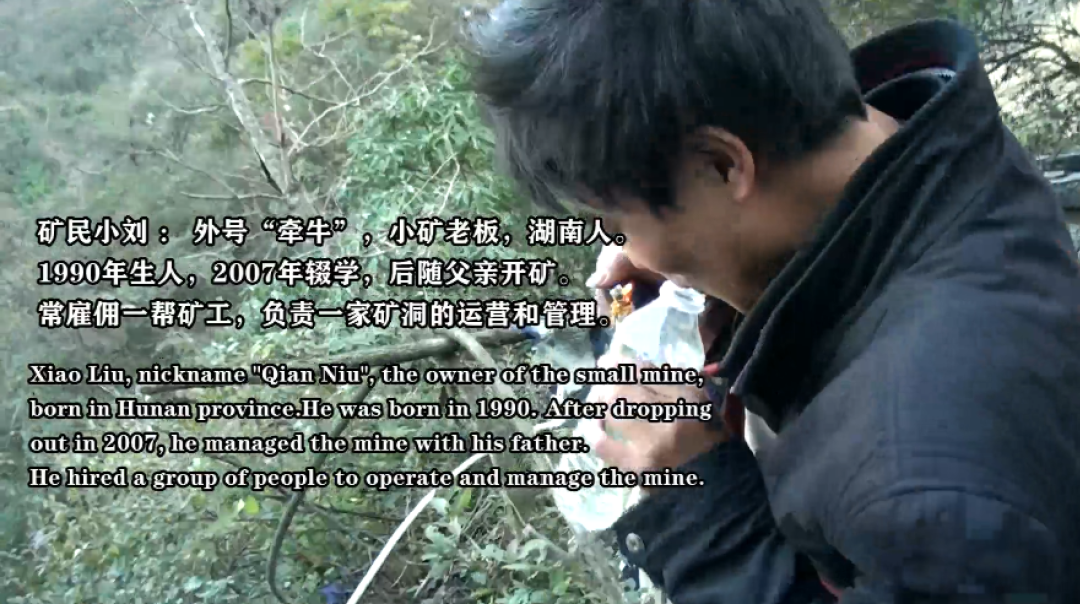 矿民小刘： 外号“牵牛”，小矿老板，湖南人。
1990年生人，2007年辍学，后随父亲开矿。
常雇佣一帮矿工，负责一家矿洞的运营和管理。
Xiao Liu, nickname "Qian Niu", the owner of the small mine,
born in Hunan province.He was born in 1990. After dropping
out in 2007, he managed the mine with his father.
He hired a group of people to operate and manage the mine.